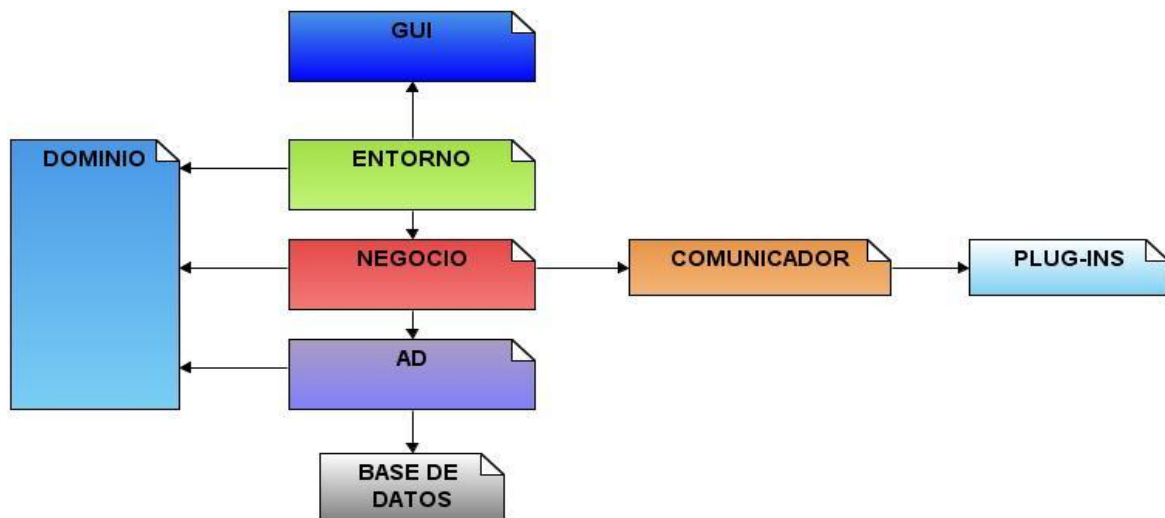 GUI
DOMINIO
ENTORNO
NEGOCIO
COMUNICADOR
PLUG-INS
AD
BASE DE
DATOS